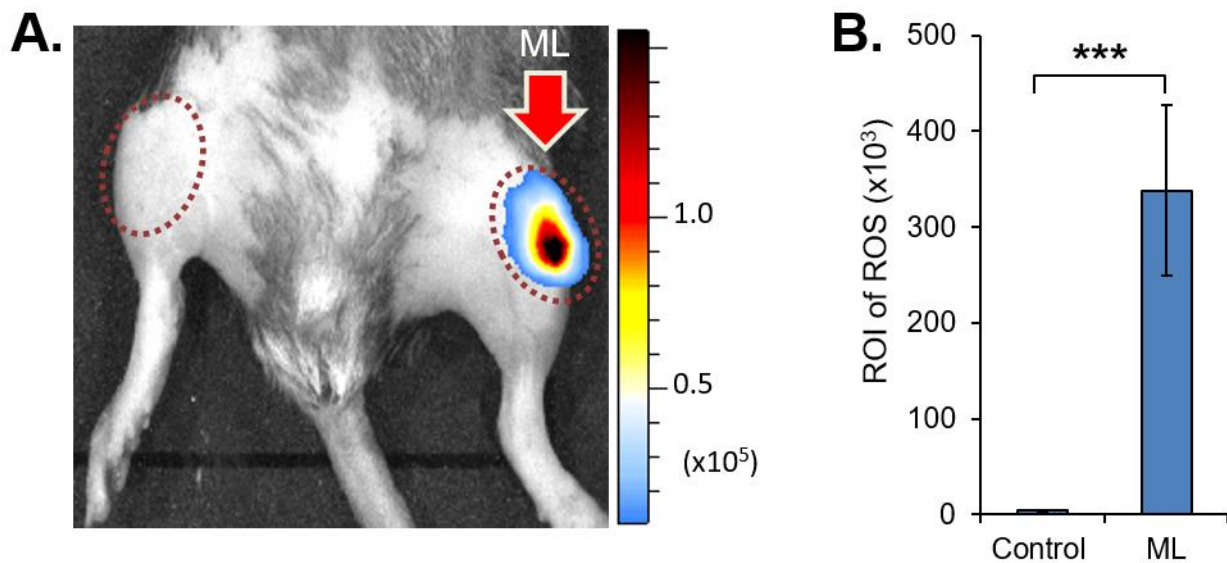 A.
ML
1.0
0.5
(x10⁵)
B.
500
400
300
200
100
0
ROI of ROS (x10³)
***
Control
ML